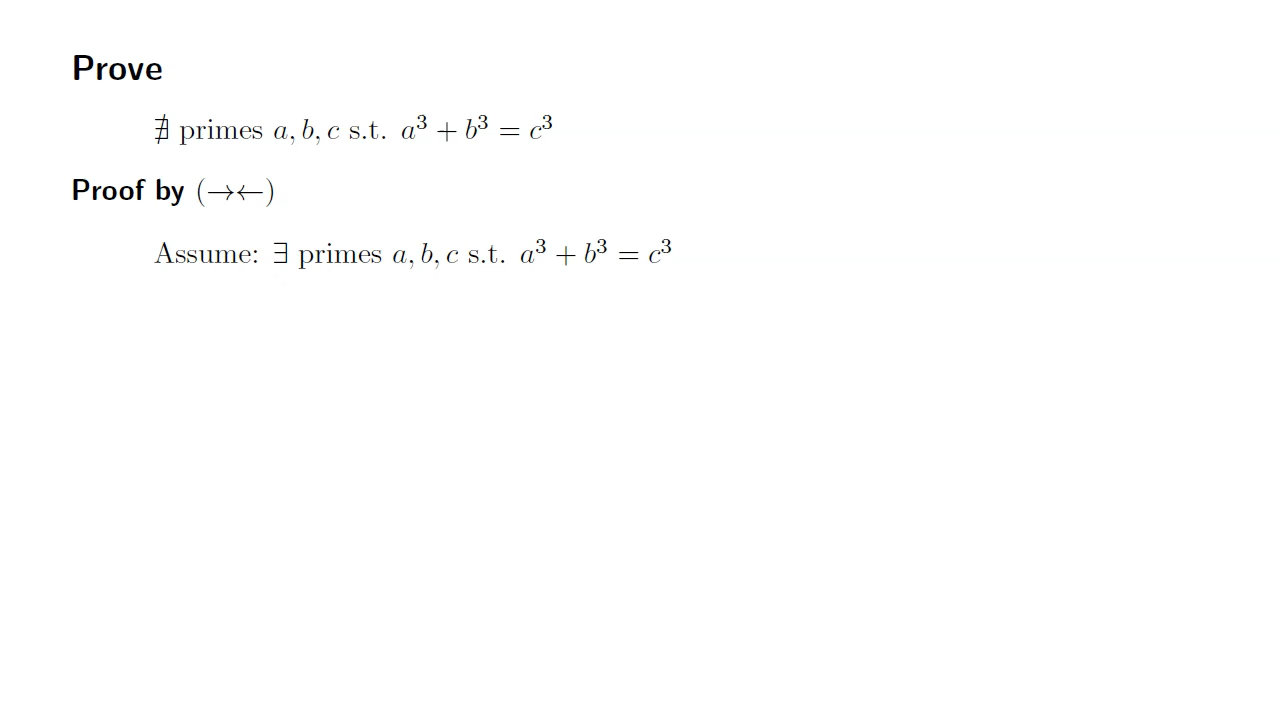 Prove
∄ primes a, b, c s.t. a³ + b³ = c³
Proof by (→←)
Assume: ∃ primes a, b, c s.t. a³ + b³ = c³